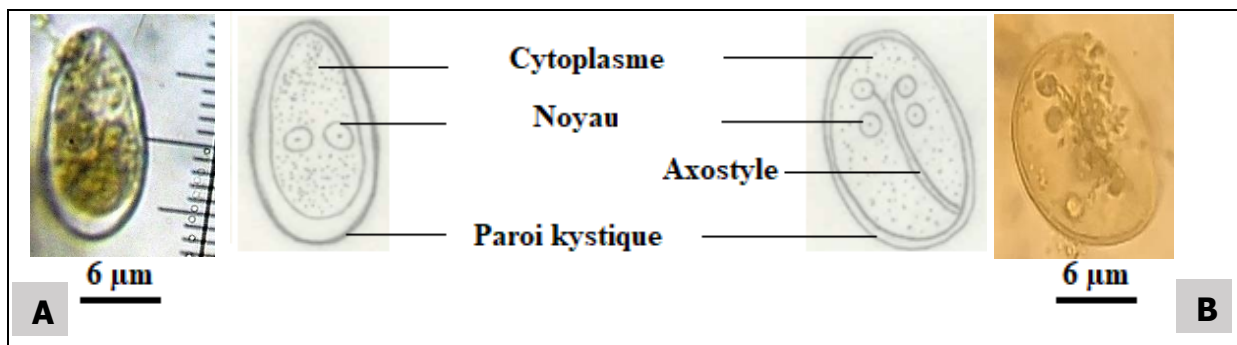 Cytoplasme
Noyau
Axostyle
Paroi kystique
6 µm
6 µm
A
B